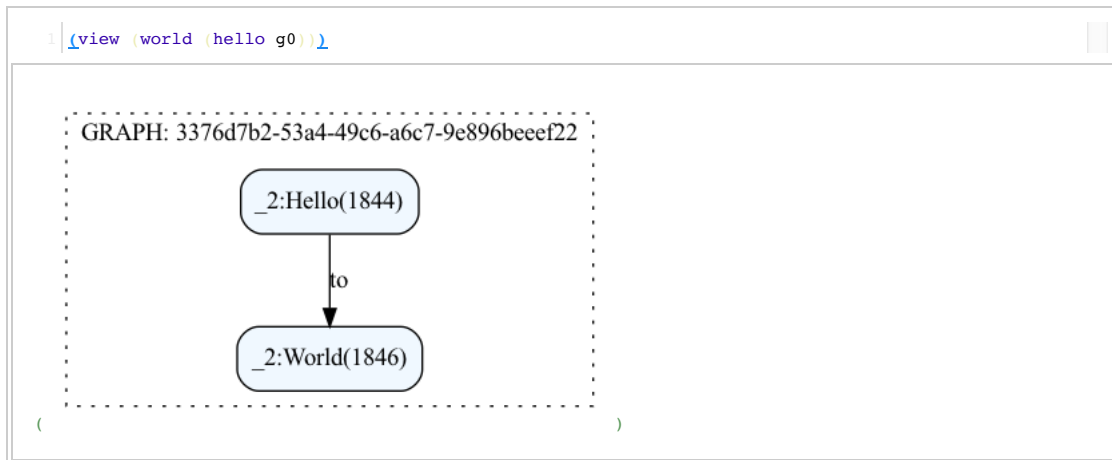 1 (view (world (hello g0)))
GRAPH: 3376d7b2-53a4-49c6-a6c7-9e896beeef22
_2:Hello(1844)
to
_2:World(1846)
( )